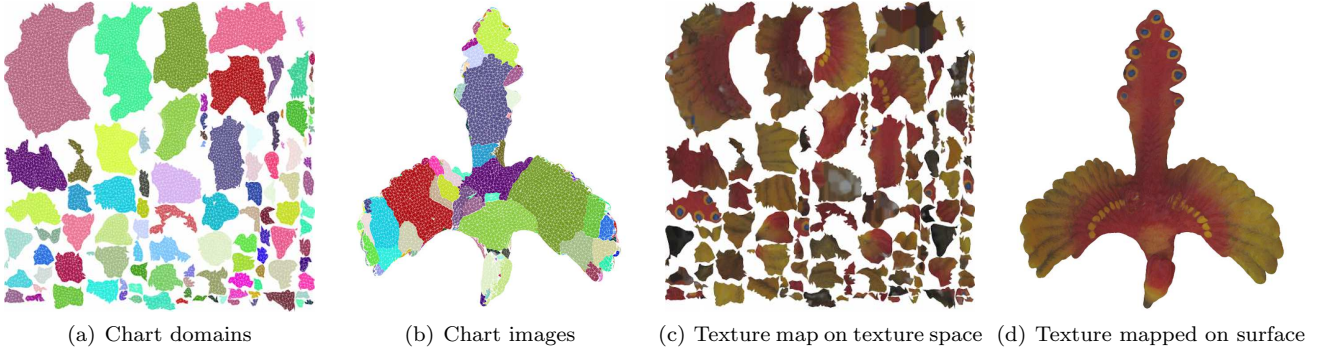 (a) Chart domains
(b) Chart images
(c) Texture map on texture space
(d) Texture mapped on surface